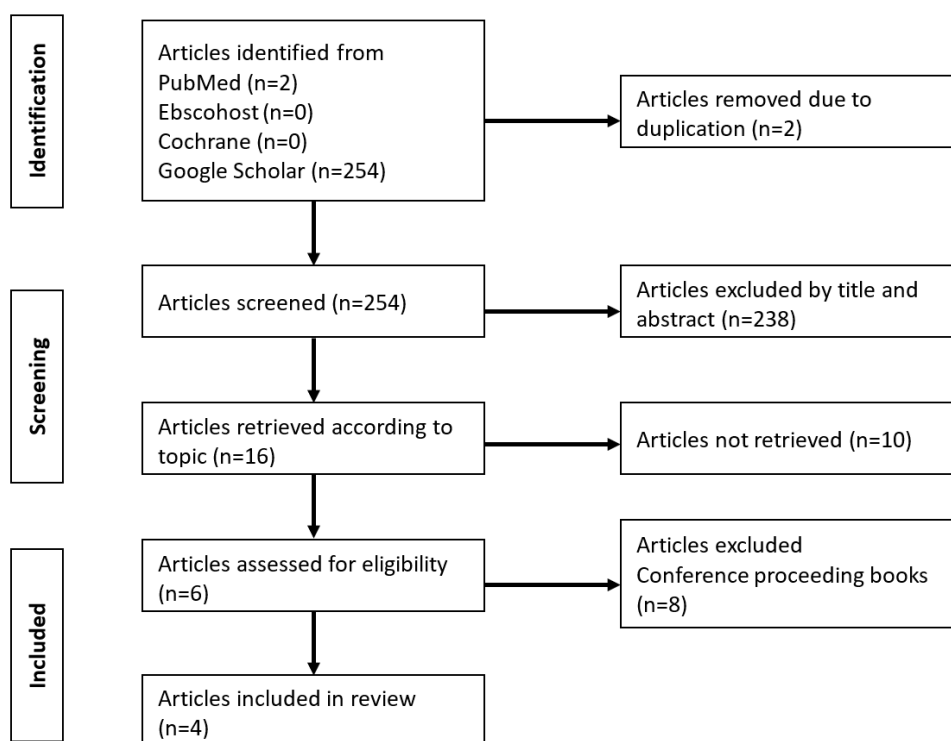 Identification
Articles identified from
PubMed (n=2)
Ebscohost (n=0)
Cochrane (n=0)
Google Scholar (n=254)
Articles removed due to
duplication (n=2)
Screening
Articles screened (n=254)
Articles excluded by title and
abstract (n=238)
Articles retrieved according to
topic (n=16)
Articles not retrieved (n=10)
Included
Articles assessed for eligibility
(n=6)
Articles excluded
Conference proceeding books
(n=8)
Articles included in review
(n=4)